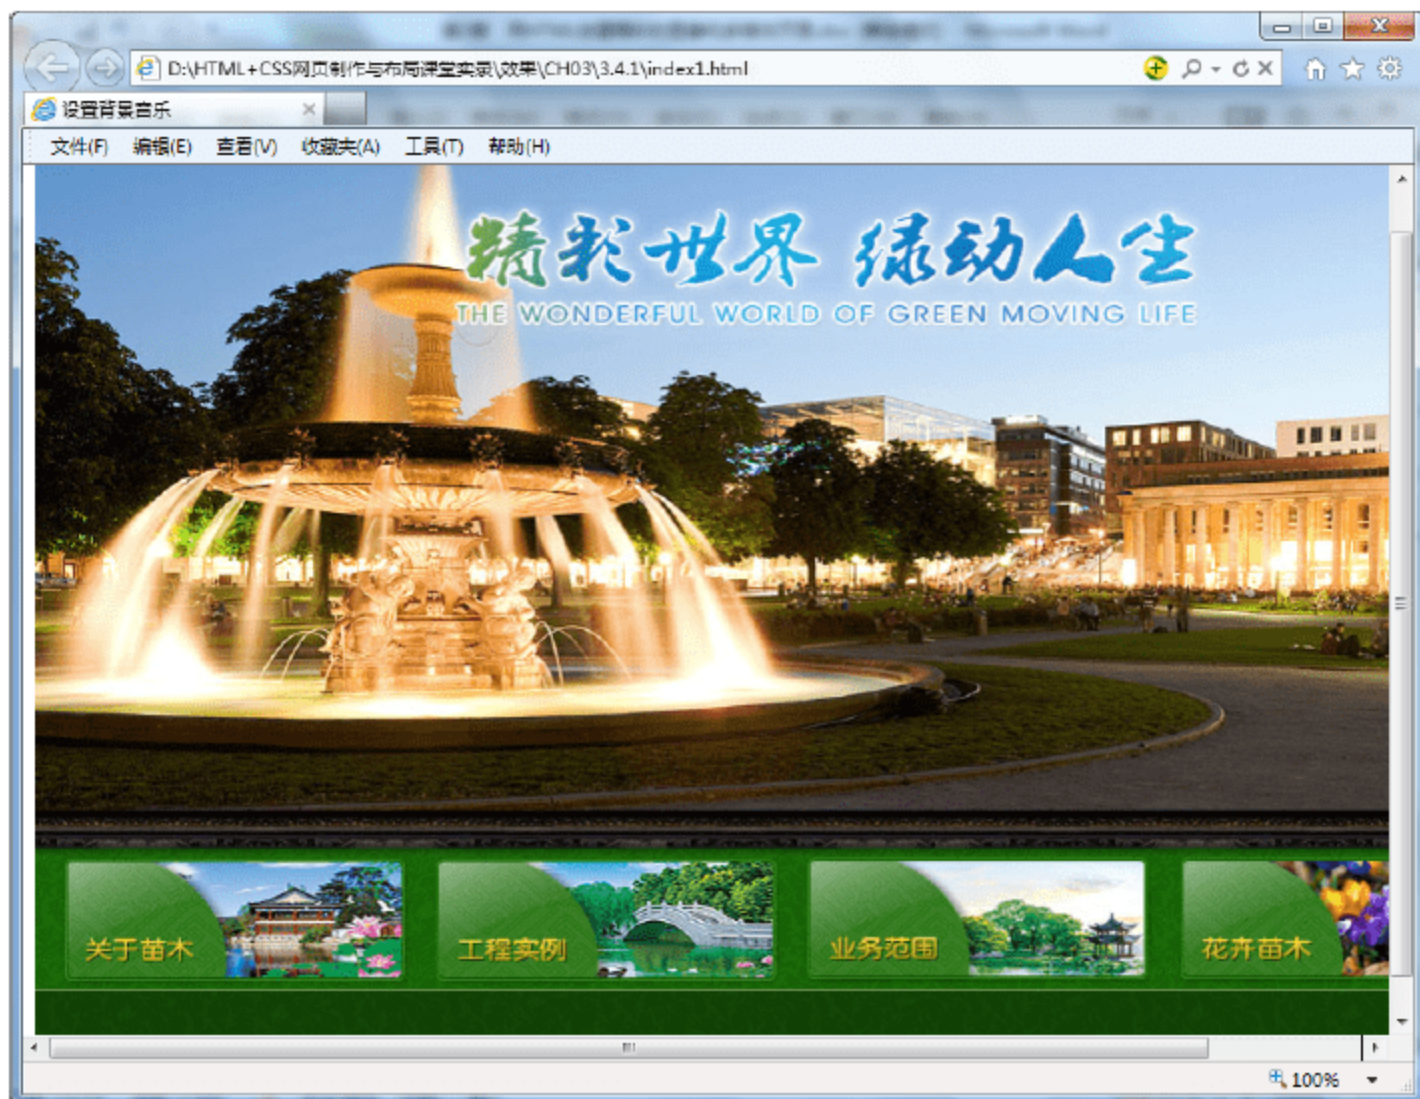 D:\HTML+CSS网页制作与布局课堂实录\效果\CH03\3.4.1\index1.html
设置背景音乐
文件(F) 编辑(E) 查看(V) 收藏夹(A) 工具(T) 帮助(H)
精彩世界 绿动人生
THE WONDERFUL WORLD OF GREEN MOVING LIFE
关于苗木 工程实例 业务范围 花卉苗木
100%